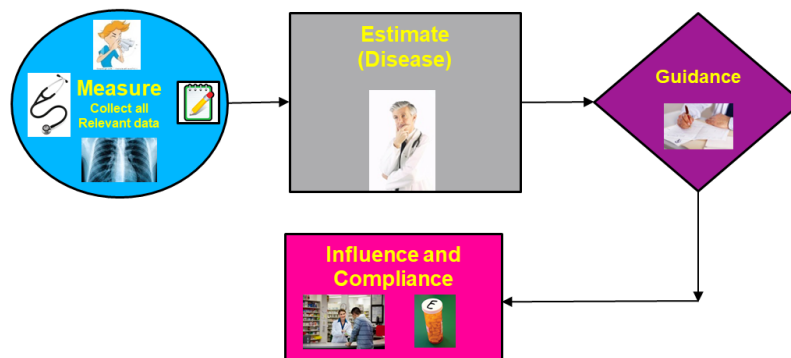 Measure
Collect all
Relevant data
Estimate
(Disease)
Guidance
Influence and
Compliance
E